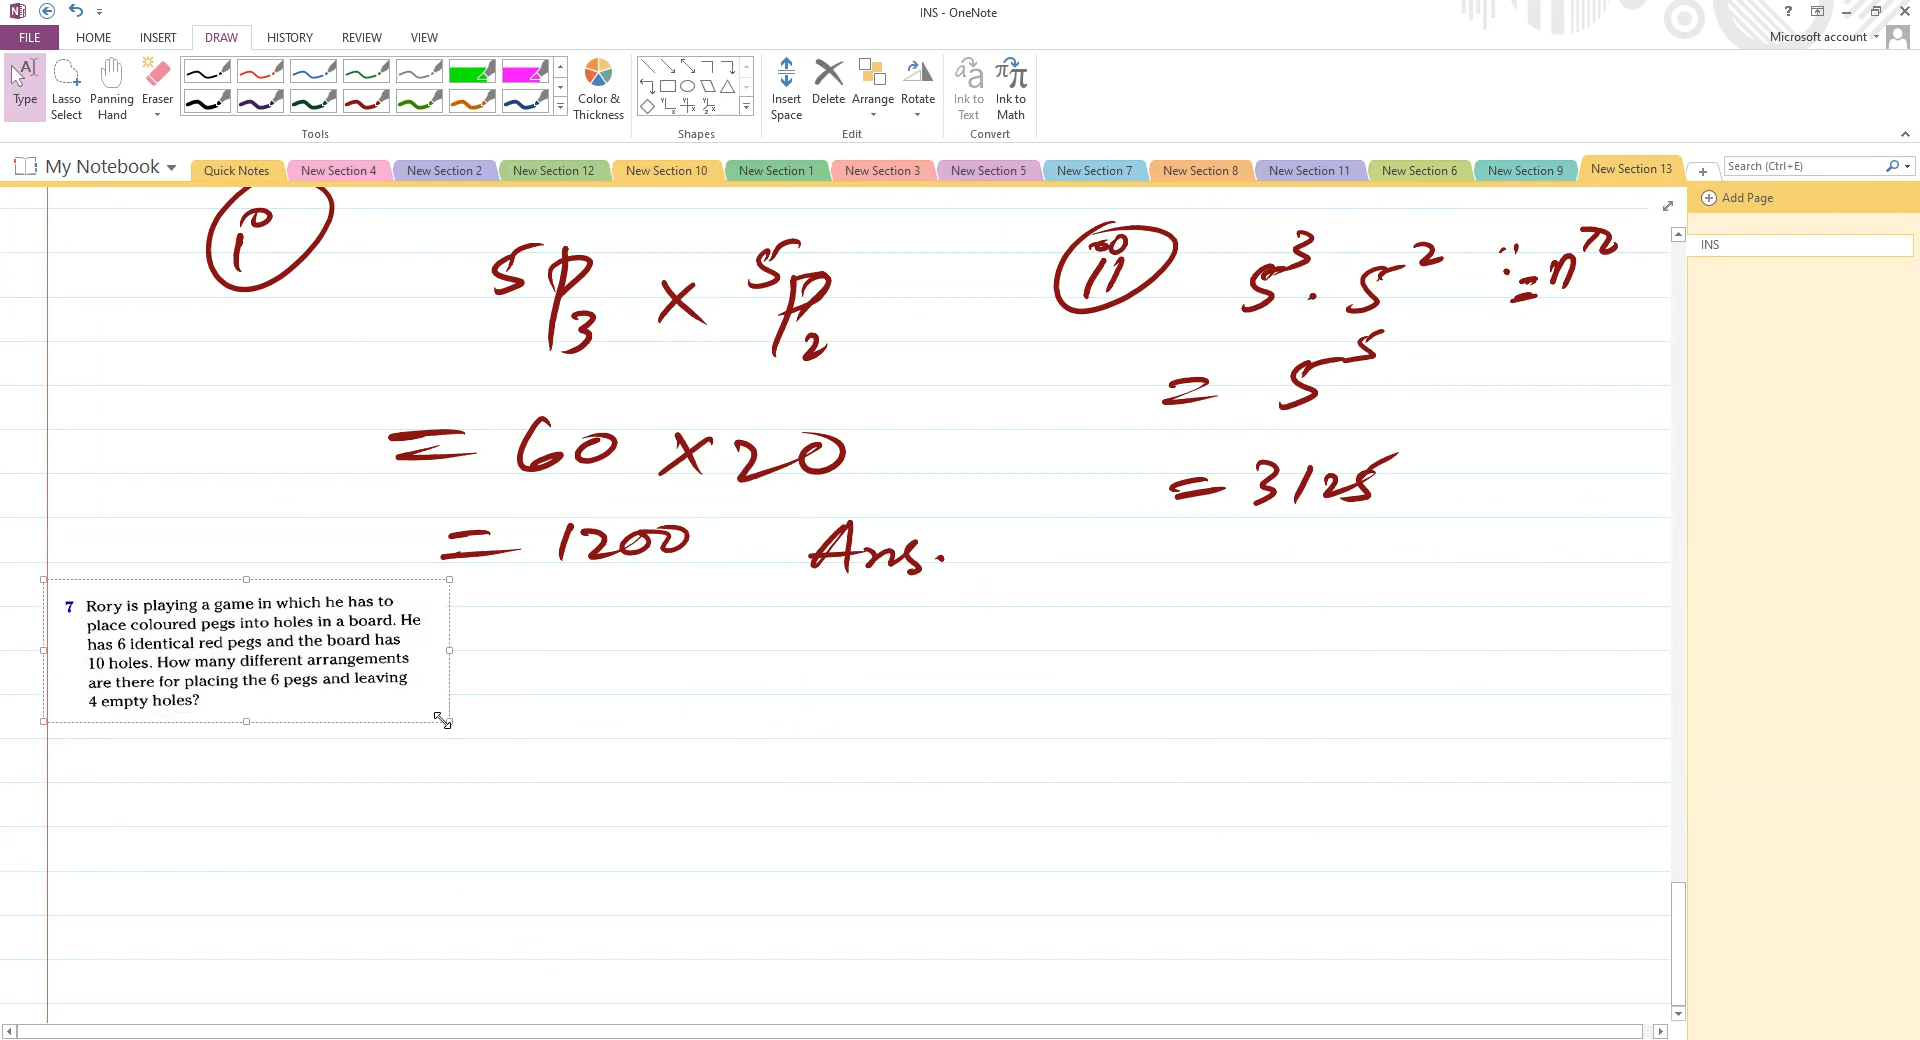 INS - OneNote
FILE HOME INSERT DRAW HISTORY REVIEW VIEW
Microsoft account
Type
Lasso Select
Panning Hand
Eraser
Color & Thickness
Insert Space
Delete
Arrange
Rotate
Ink to Text
Ink to Math
Tools
Shapes
Edit
Convert
My Notebook
Quick Notes
New Section 4
New Section 2
New Section 12
New Section 10
New Section 1
New Section 3
New Section 5
New Section 7
New Section 8
New Section 11
New Section 6
New Section 9
New Section 13
Search (Ctrl+E)
Add Page
INS
i
⁵P₃ × ⁵P₂
= 60 × 20
= 1200 Ans.
ii
5³ · 5²
= 5⁵
= 3125
7 Rory is playing a game in which he has to
place coloured pegs into holes in a board. He
has 6 identical red pegs and the board has
10 holes. How many different arrangements
are there for placing the 6 pegs and leaving
4 empty holes?